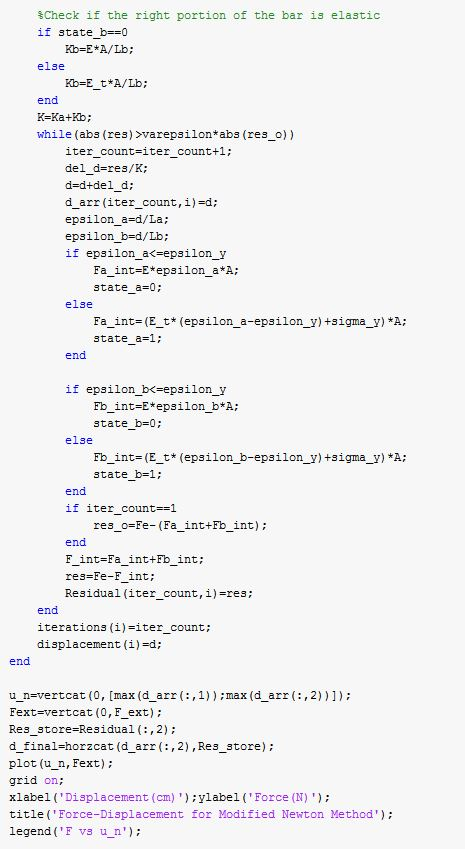 %Check if the right portion of the bar is elastic
if state_b==0
Kb=E*A/Lb;
else
Kb=E_t*A/Lb;
end
K=Ka+Kb;
while(abs(res)>varepsilon*abs(res_o))
iter_count=iter_count+1;
del_d=res/K;
d=d+del_d;
d_arr(iter_count,i)=d;
epsilon_a=d/La;
epsilon_b=d/Lb;
if epsilon_a<=epsilon_y
Fa_int=E*epsilon_a*A;
state_a=0;
else
Fa_int=(E_t*(epsilon_a-epsilon_y)+sigma_y)*A;
state_a=1;
end
if epsilon_b<=epsilon_y
Fb_int=E*epsilon_b*A;
state_b=0;
else
Fb_int=(E_t*(epsilon_b-epsilon_y)+sigma_y)*A;
state_b=1;
end
if iter_count==1
res_o=Fe-(Fa_int+Fb_int);
end
F_int=Fa_int+Fb_int;
res=Fe-F_int;
Residual(iter_count,i)=res;
end
iterations(i)=iter_count;
displacement(i)=d;
end
u_n=vertcat(0,[max(d_arr(:,1));max(d_arr(:,2))]);
Fext=vertcat(0,F_ext);
Res_store=Residual(:,2);
d_final=horzcat(d_arr(:,2),Res_store);
plot(u_n,Fext);
grid on;
xlabel('Displacement(cm)');ylabel('Force(N)');
title('Force-Displacement for Modified Newton Method');
legend('F vs u_n');